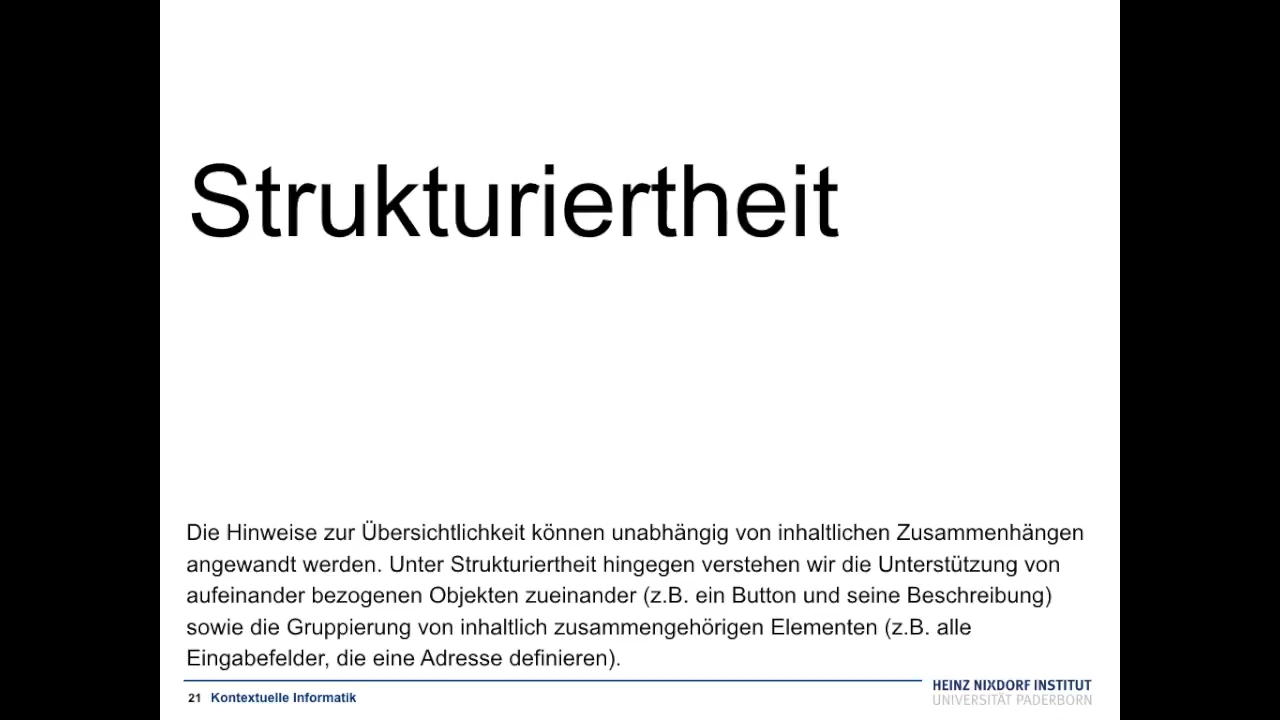 Strukturiertheit
Die Hinweise zur Übersichtlichkeit können unabhängig von inhaltlichen Zusammenhängen
angewandt werden. Unter Strukturiertheit hingegen verstehen wir die Unterstützung von
aufeinander bezogenen Objekten zueinander (z.B. ein Button und seine Beschreibung)
sowie die Gruppierung von inhaltlich zusammengehörigen Elementen (z.B. alle
Eingabefelder, die eine Adresse definieren).
21 Kontextuelle Informatik
HEINZ NIXDORF INSTITUT
UNIVERSITÄT PADERBORN